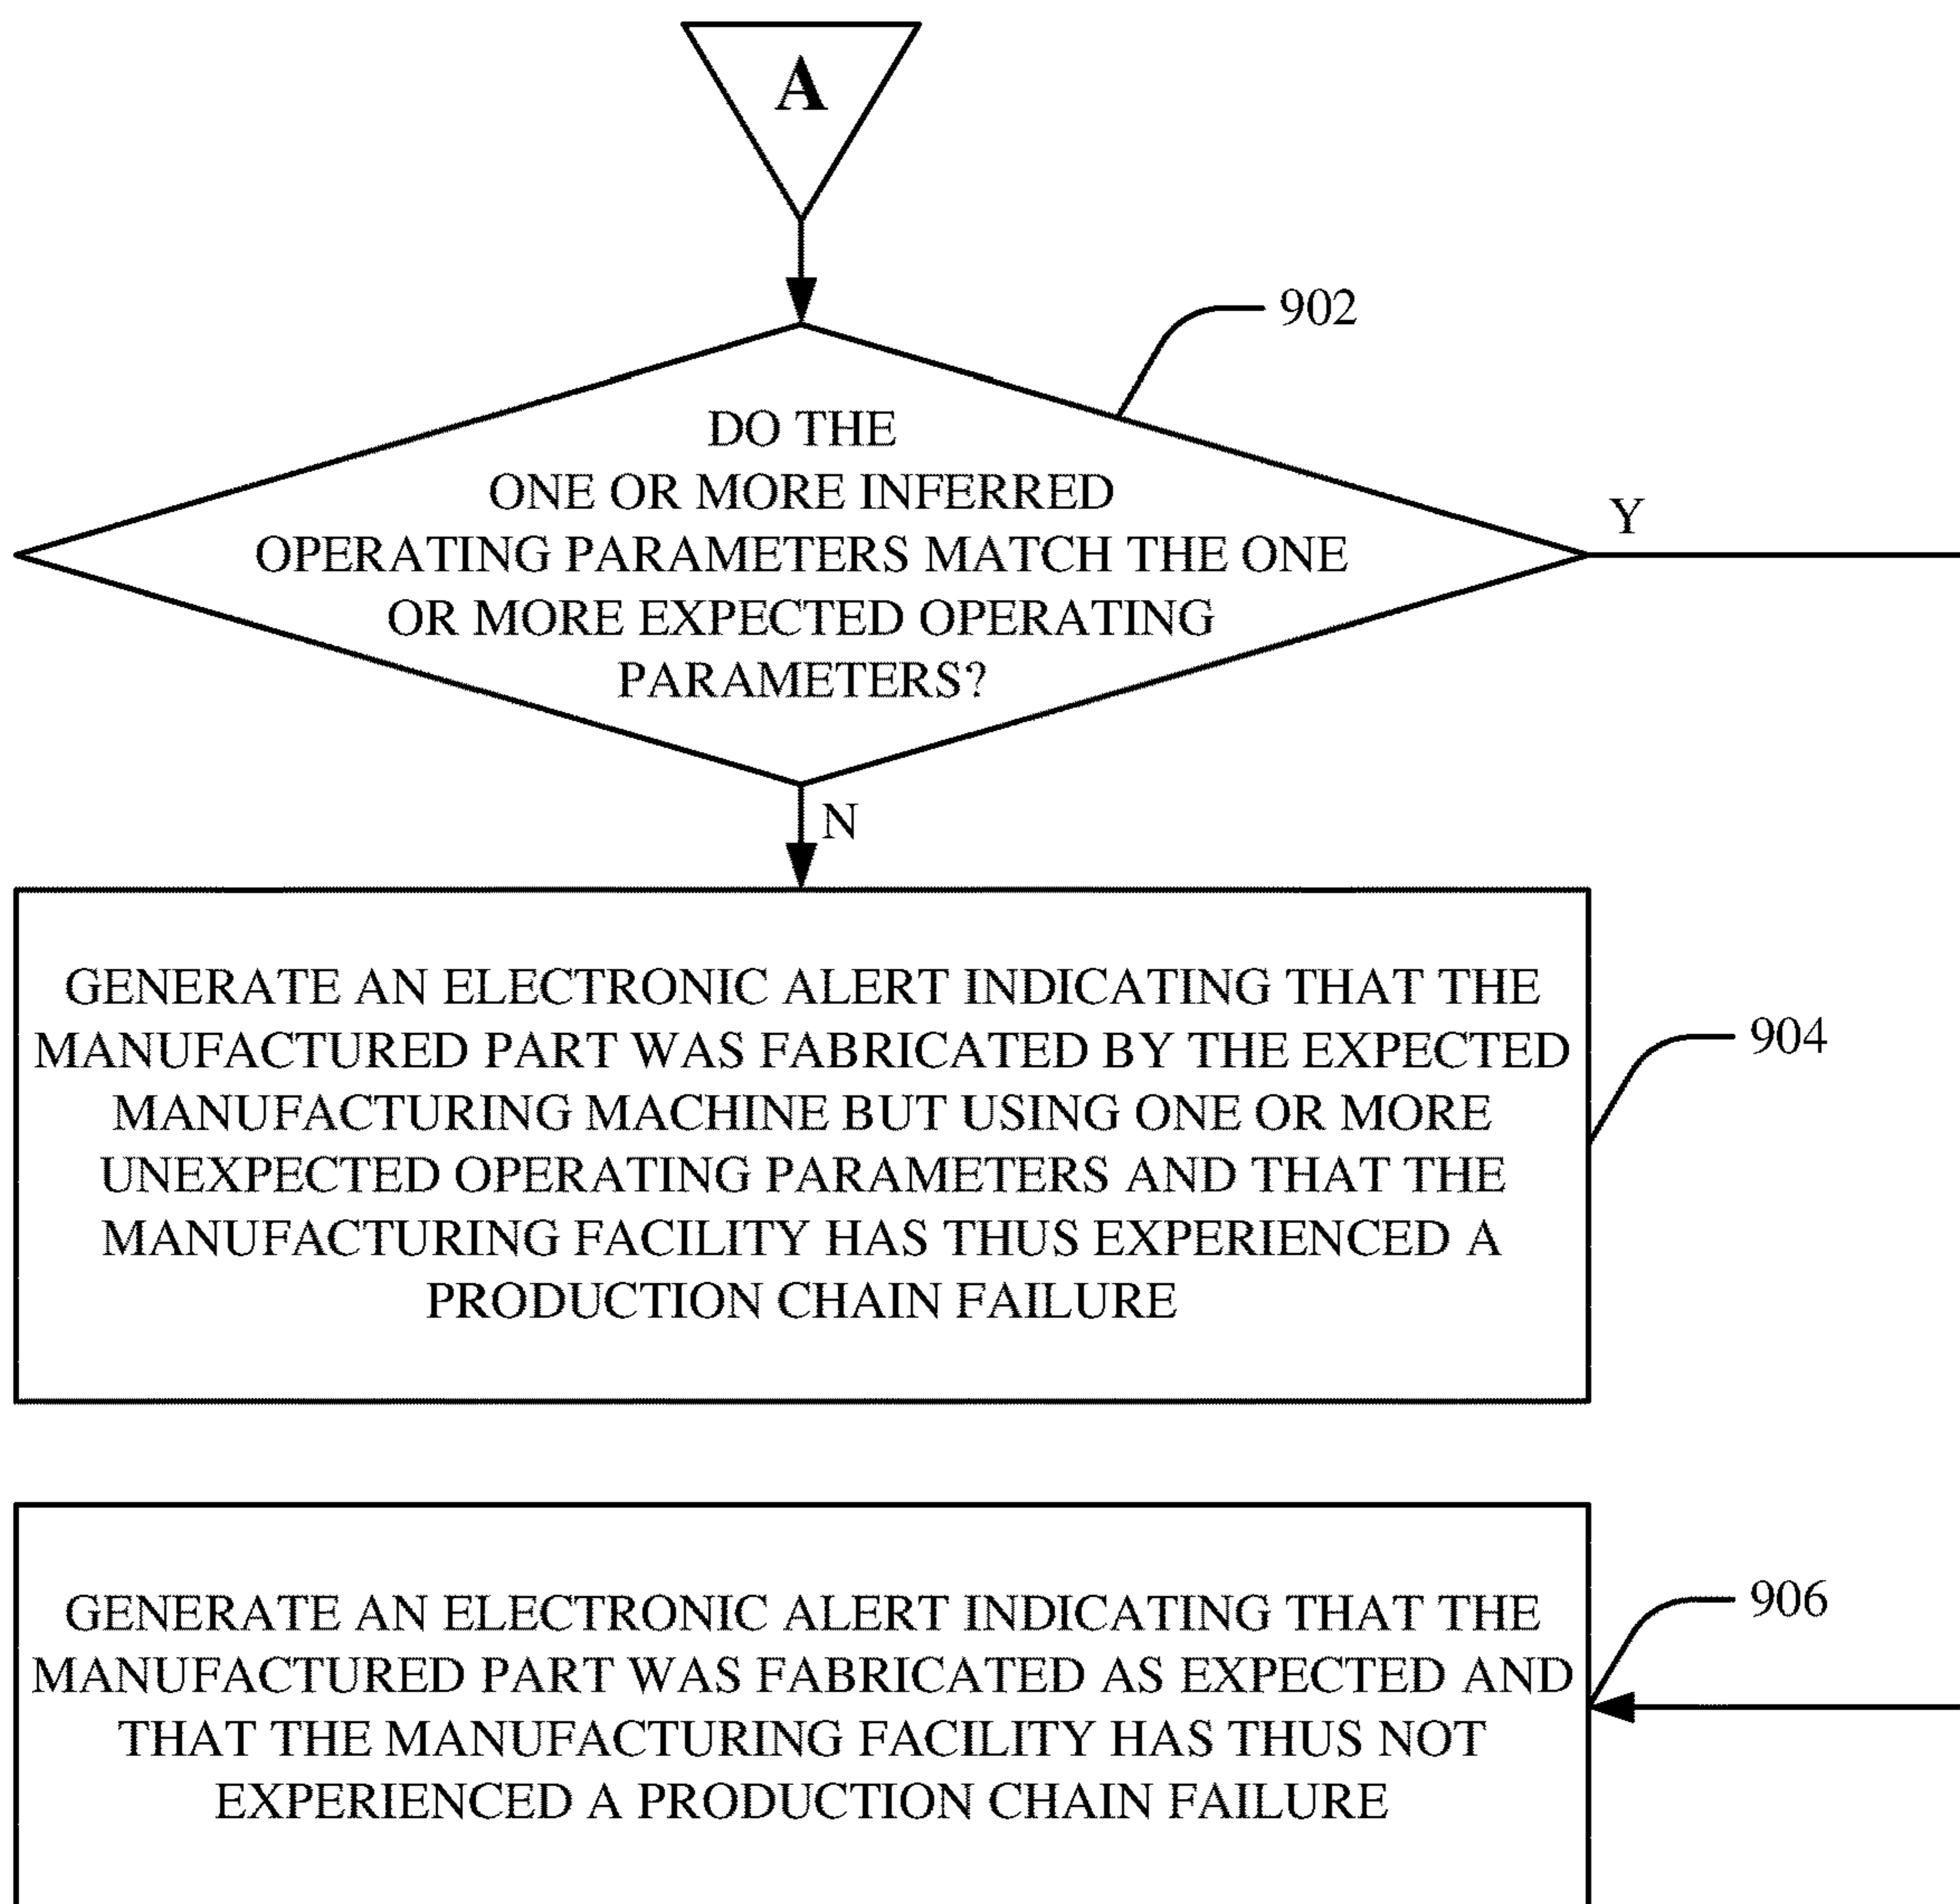 A
902
DO THE
ONE OR MORE INFERRED
OPERATING PARAMETERS MATCH THE ONE
OR MORE EXPECTED OPERATING
PARAMETERS?
Y
N
GENERATE AN ELECTRONIC ALERT INDICATING THAT THE
MANUFACTURED PART WAS FABRICATED BY THE EXPECTED
MANUFACTURING MACHINE BUT USING ONE OR MORE
UNEXPECTED OPERATING PARAMETERS AND THAT THE
MANUFACTURING FACILITY HAS THUS EXPERIENCED A
PRODUCTION CHAIN FAILURE
904
GENERATE AN ELECTRONIC ALERT INDICATING THAT THE
MANUFACTURED PART WAS FABRICATED AS EXPECTED AND
THAT THE MANUFACTURING FACILITY HAS THUS NOT
EXPERIENCED A PRODUCTION CHAIN FAILURE
906